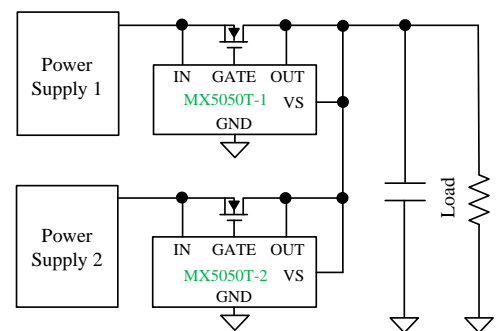 Power
Supply 1
IN GATE OUT
MX5050T-1
VS
GND
Load
Power
Supply 2
IN GATE OUT
MX5050T-2
VS
GND